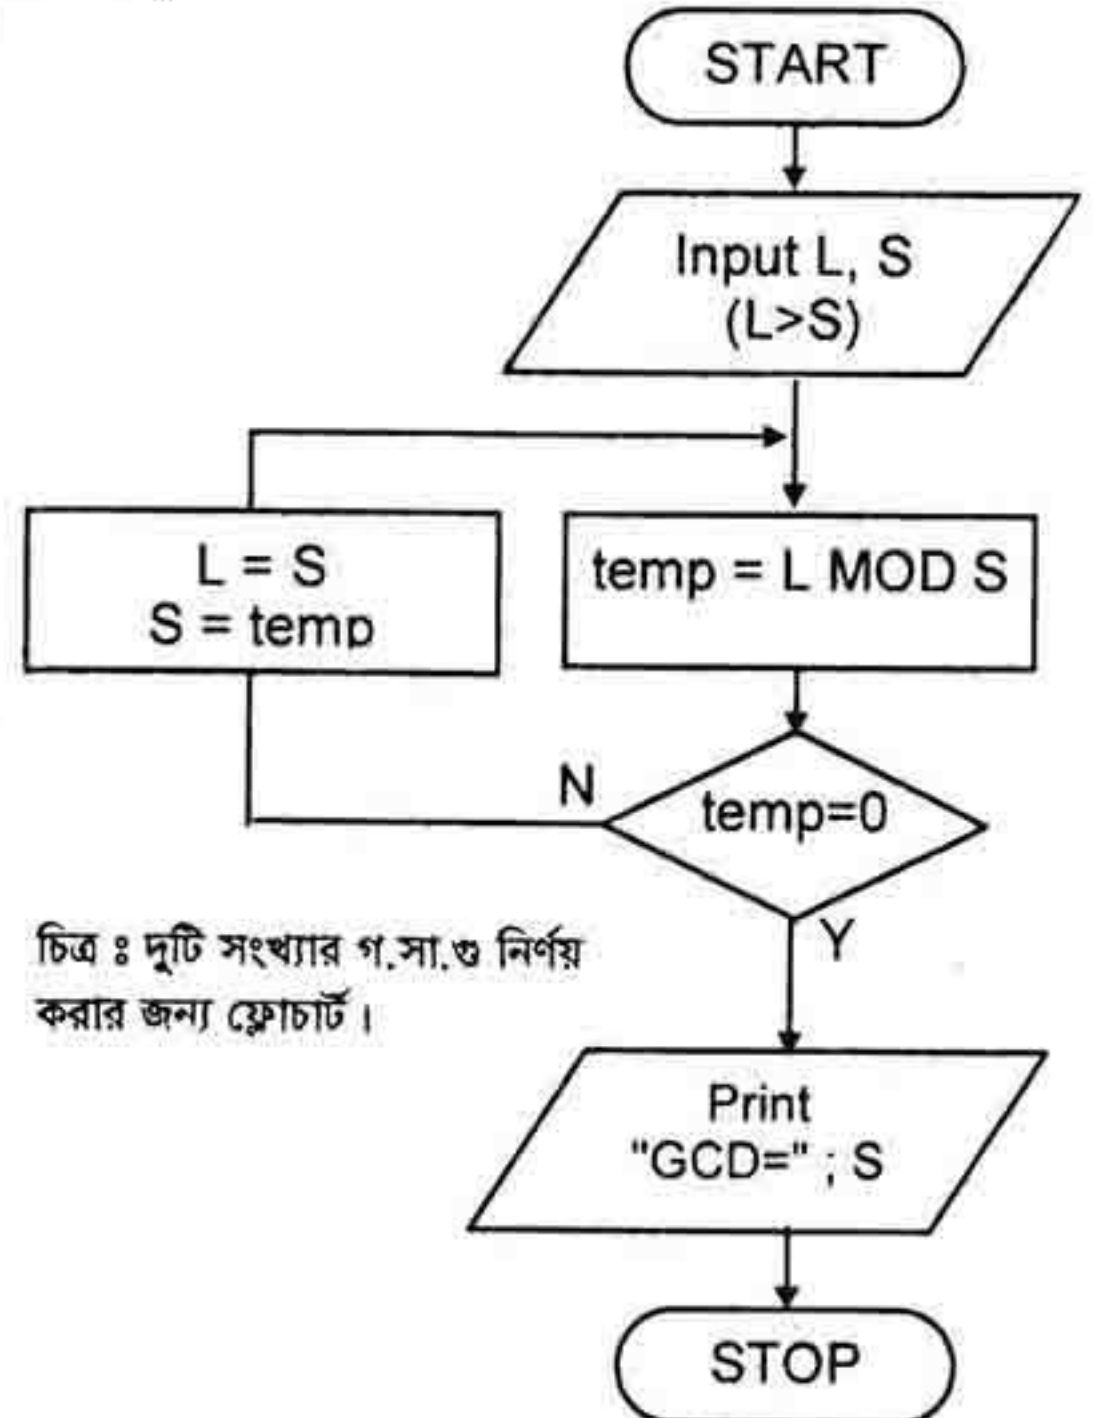 START
Input L, S
(L>S)
L = S
S = temp
temp = L MOD S
N
temp=0
Y
চিত্র ঃ দুটি সংখ্যার গ.সা.গু নির্ণয়
করার জন্য ফ্লোচার্ট।
Print
"GCD=" ; S
STOP